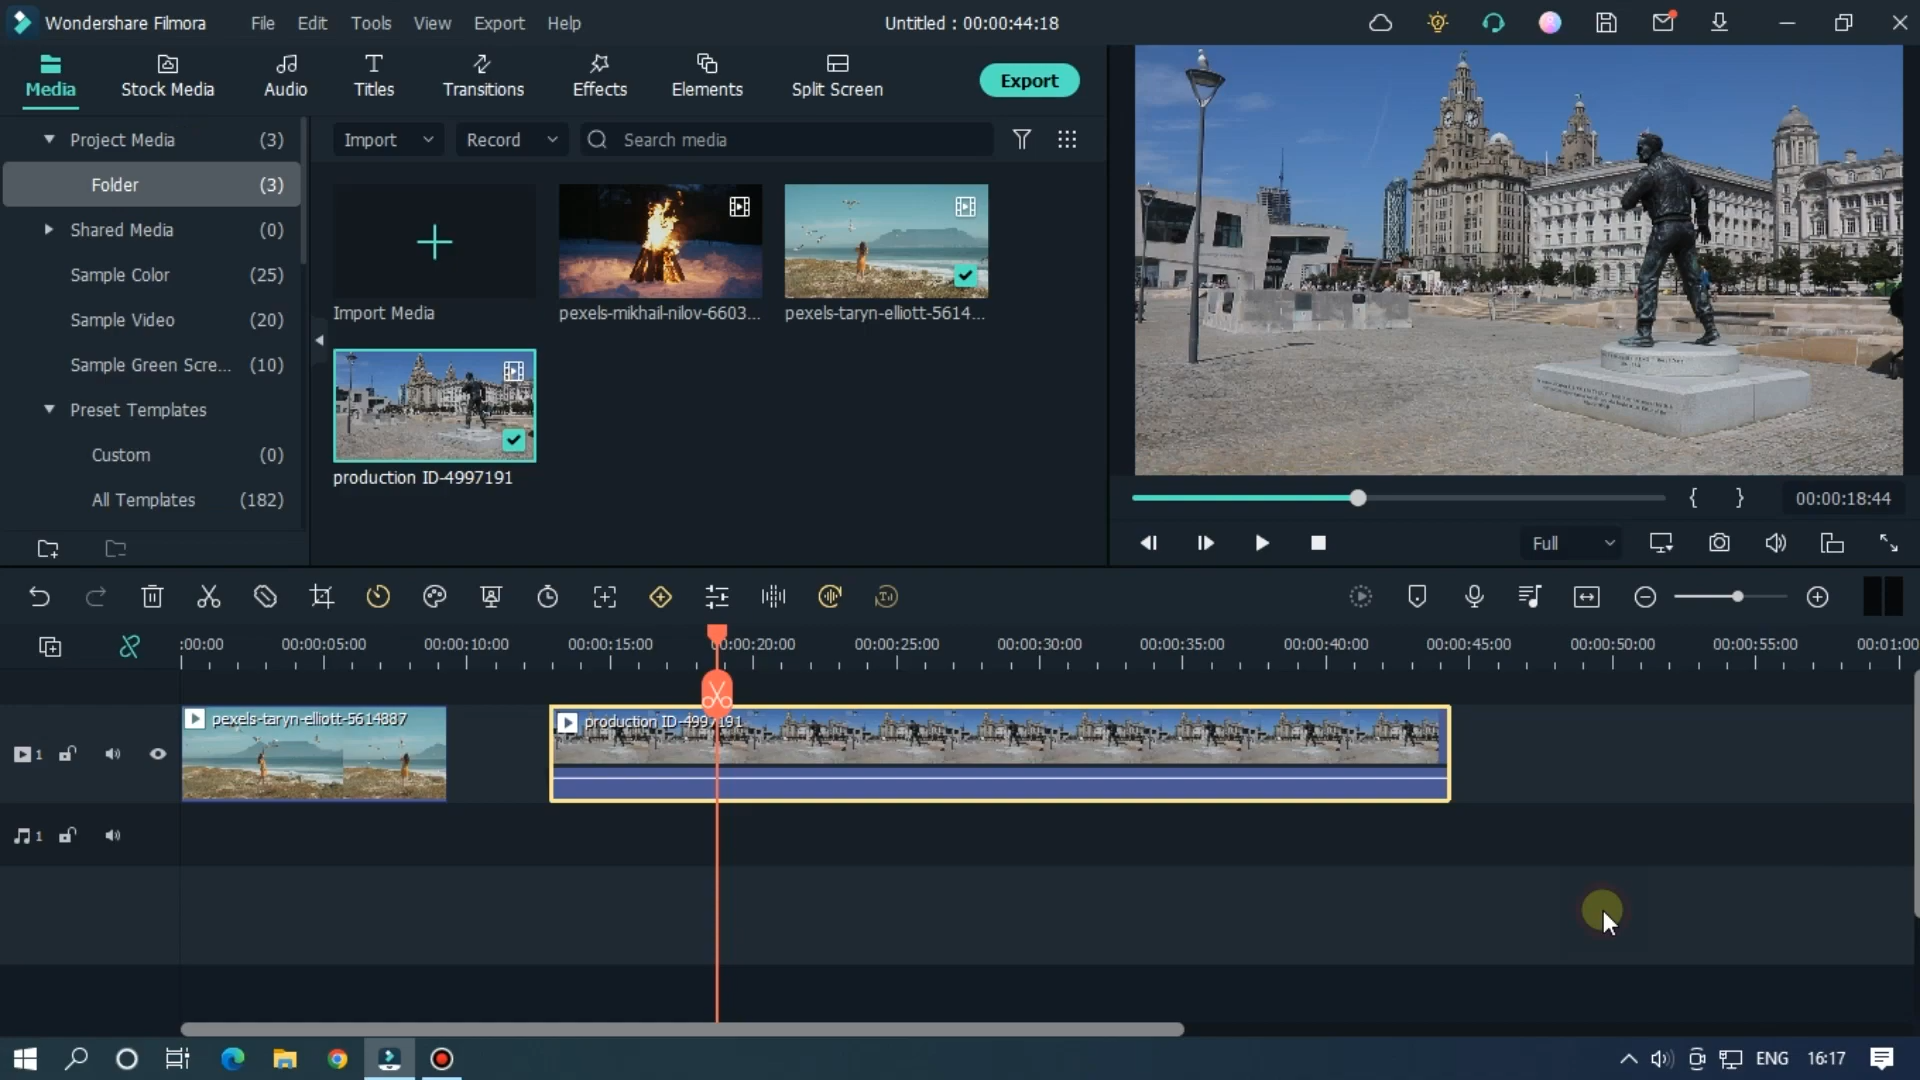 Wondershare Filmora File Edit Tools View Export Help Untitled : 00:00:44:18
Media Stock Media Audio Titles Transitions Effects Elements Split Screen Export
Project Media (3)
Folder (3)
Shared Media (0)
Sample Color (25)
Sample Video (20)
Sample Green Scre... (10)
Preset Templates
Custom (0)
All Templates (182)
Import Record Search media
Import Media pexels-mikhail-nilov-6603... pexels-taryn-elliott-5614...
production ID-4997191
{ } 00:00:18:44
Full
:00:00 00:00:05:00 00:00:10:00 00:00:15:00 00:00:20:00 00:00:25:00 00:00:30:00 00:00:35:00 00:00:40:00 00:00:45:00 00:00:50:00 00:00:55:00 00:01:00
pexels-taryn-elliott-5614887 production ID-4997191
1
1
ENG 16:17